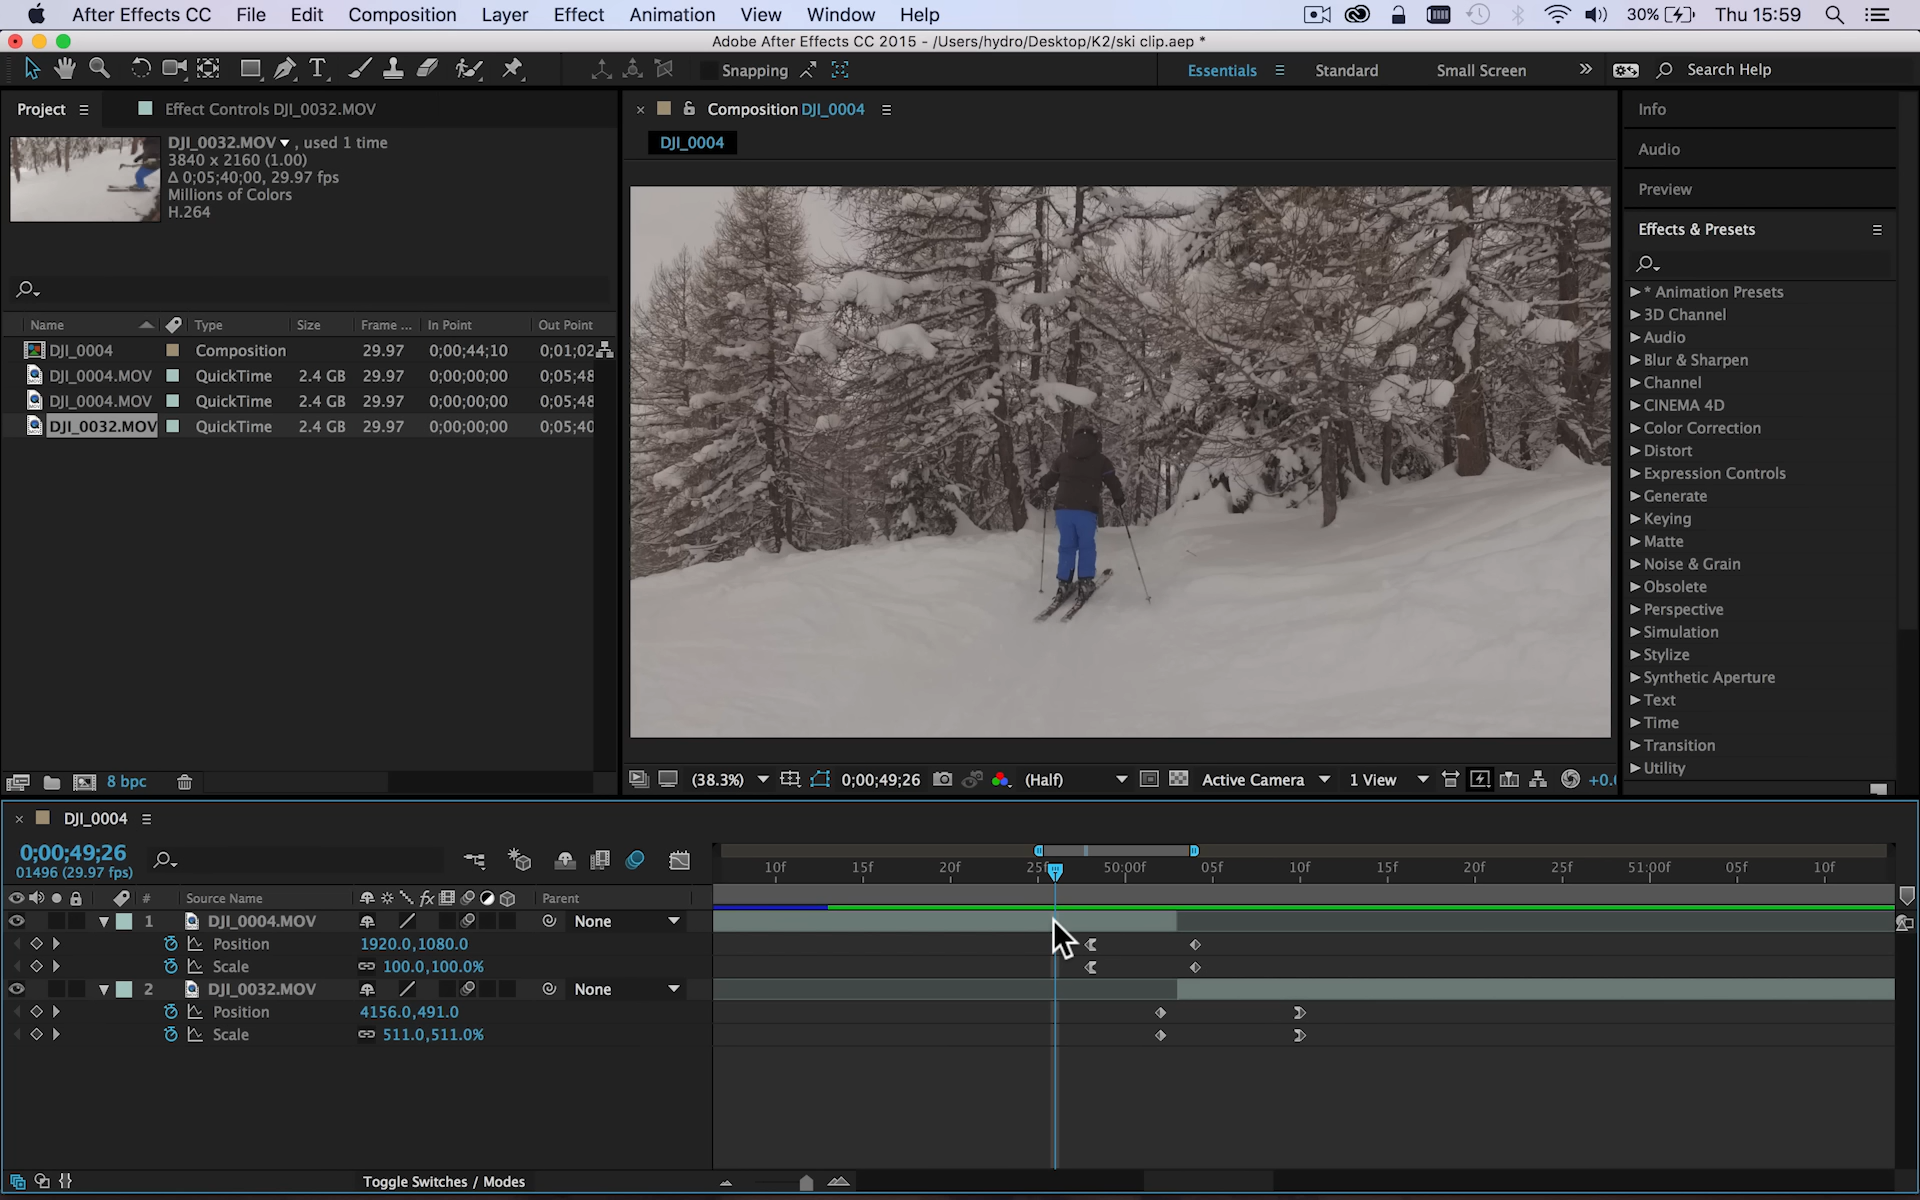 After Effects CC File Edit Composition Layer Effect Animation View Window Help 30% Thu 15:59
Adobe After Effects CC 2015 - /Users/hydro/Desktop/K2/ski clip.aep *
Snapping Essentials Standard Small Screen Search Help
Project Effect Controls DJI_0032.MOV
DJI_0032.MOV , used 1 time
3840 x 2160 (1.00)
Δ 0;05;40;00, 29.97 fps
Millions of Colors
H.264
Name Type Size Frame ... In Point Out Point
DJI_0004 Composition 29.97 0;00;44;10 0;01;02
DJI_0004.MOV QuickTime 2.4 GB 29.97 0;00;00;00 0;05;48
DJI_0004.MOV QuickTime 2.4 GB 29.97 0;00;00;00 0;05;48
DJI_0032.MOV QuickTime 2.4 GB 29.97 0;00;00;00 0;05;40
8 bpc
Composition DJI_0004
DJI_0004
(38.3%) 0;00;49;26 (Half) Active Camera 1 View +0.0
Info
Audio
Preview
Effects & Presets
* Animation Presets
3D Channel
Audio
Blur & Sharpen
Channel
CINEMA 4D
Color Correction
Distort
Expression Controls
Generate
Keying
Matte
Noise & Grain
Obsolete
Perspective
Simulation
Stylize
Synthetic Aperture
Text
Time
Transition
Utility
DJI_0004
0;00;49;26
01496 (29.97 fps)
10f 15f 20f 25f 50:00f 05f 10f 15f 20f 25f 51:00f 05f 10f
# Source Name fx Parent
1 DJI_0004.MOV None
Position 1920.0,1080.0
Scale 100.0,100.0%
2 DJI_0032.MOV None
Position 4156.0,491.0
Scale 511.0,511.0%
Toggle Switches / Modes